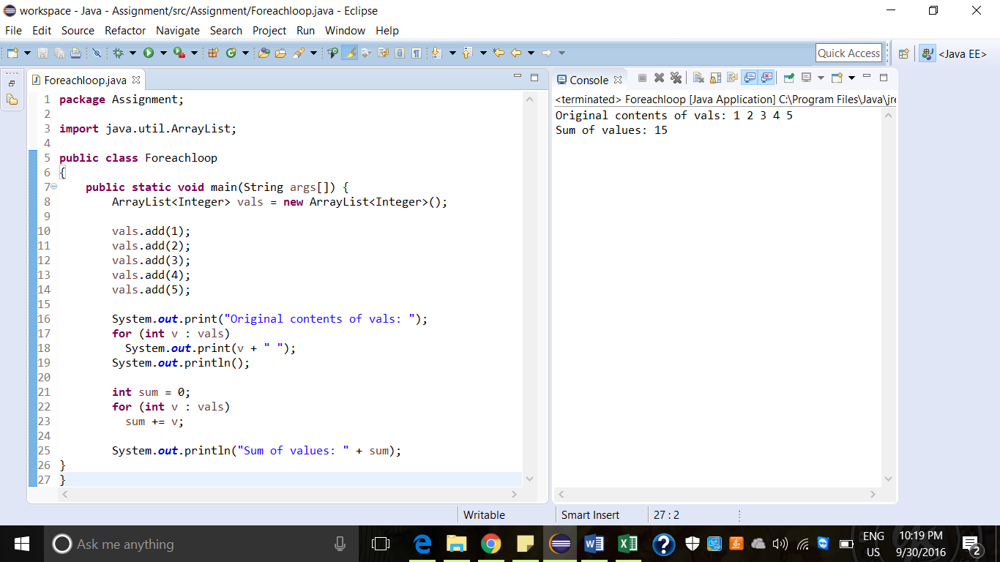 workspace - Java - Assignment/src/Assignment/Foreachloop.java - Eclipse
File Edit Source Refactor Navigate Search Project Run Window Help
Quick Access
<Java EE>
Foreachloop.java
1 package Assignment;
2
3 import java.util.ArrayList;
4
5 public class Foreachloop
6 {
7 public static void main(String args[]) {
8 ArrayList<Integer> vals = new ArrayList<Integer>();
9
10 vals.add(1);
11 vals.add(2);
12 vals.add(3);
13 vals.add(4);
14 vals.add(5);
15
16 System.out.print("Original contents of vals: ");
17 for (int v : vals)
18 System.out.print(v + " ");
19 System.out.println();
20
21 int sum = 0;
22 for (int v : vals)
23 sum += v;
24
25 System.out.println("Sum of values: " + sum);
26 }
27 }
Console
<terminated> Foreachloop [Java Application] C:\Program Files\Java\jre
Original contents of vals: 1 2 3 4 5
Sum of values: 15
Writable
Smart Insert
27 : 2
Ask me anything
ENG
US
10:19 PM
9/30/2016
2